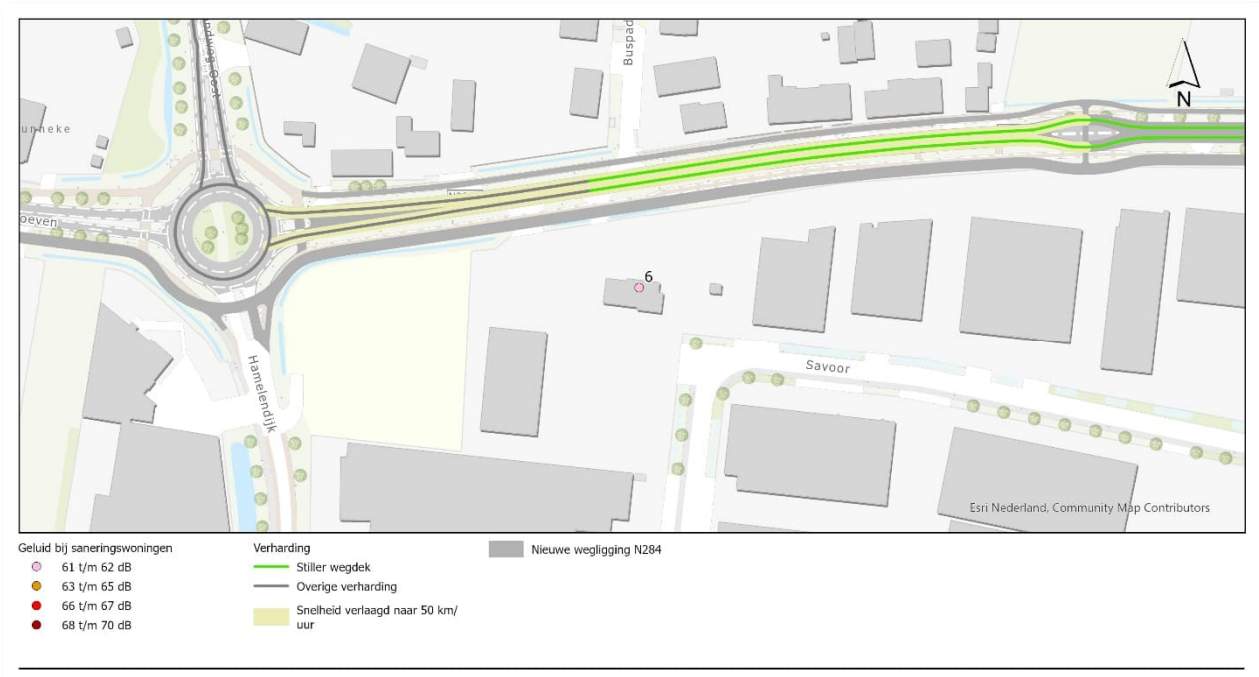 Buspad
N
unneke
oeven
6
Savoor
Hamelendijk
Esri Nederland, Community Map Contributors
Geluid bij saneringswoningen
61 t/m 62 dB
63 t/m 65 dB
66 t/m 67 dB
68 t/m 70 dB
Verharding
Stiller wegdek
Overige verharding
Snelheid verlaagd naar 50 km/
uur
Nieuwe wegligging N284